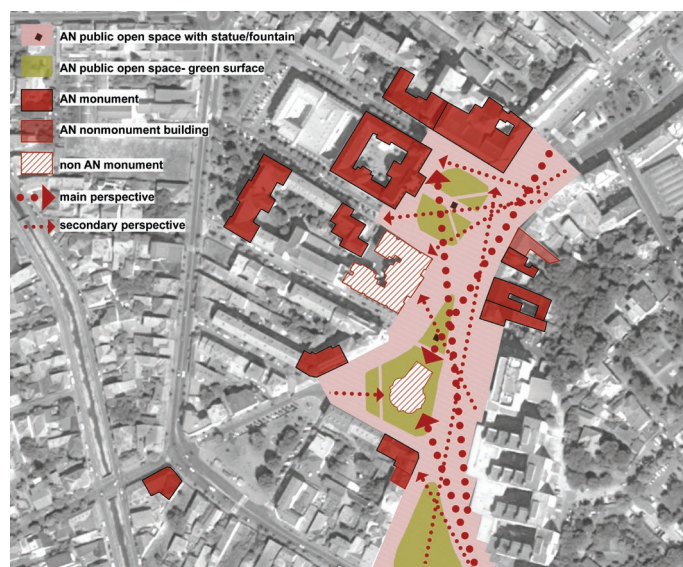 AN public open space with statue/fountain
AN public open space- green surface
AN monument
AN nonmonument building
non AN monument
main perspective
secondary perspective